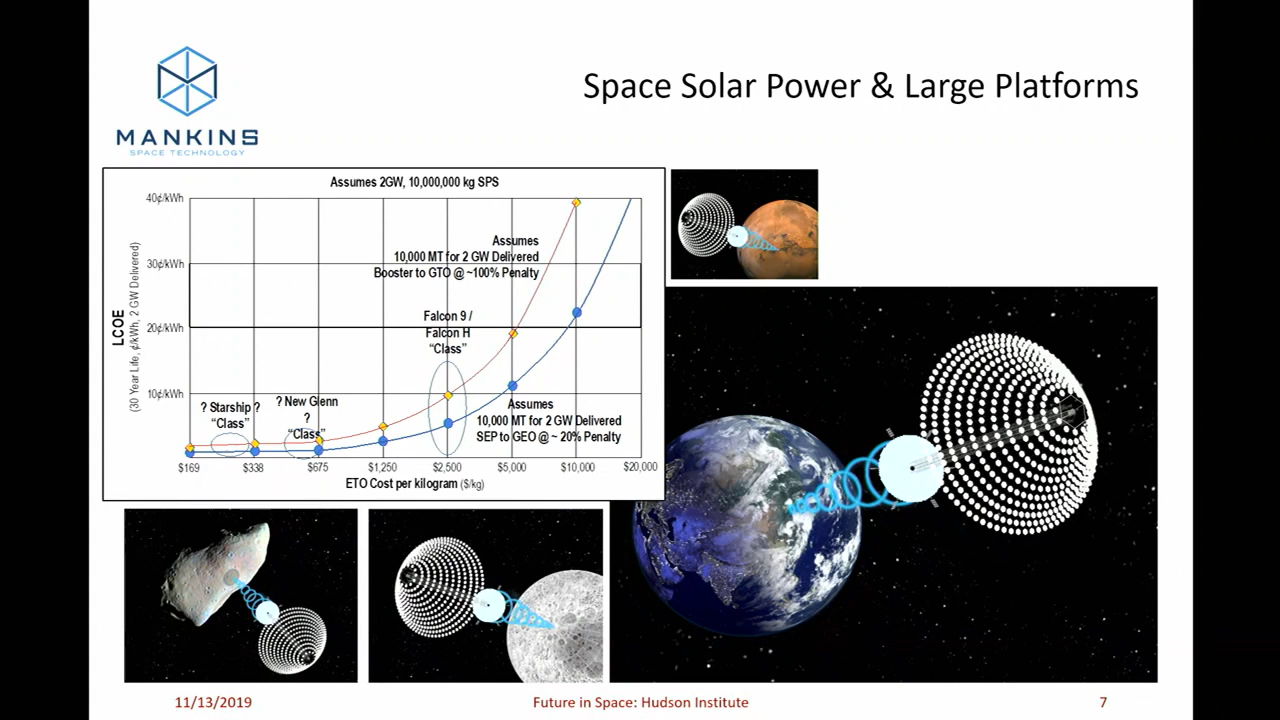 Space Solar Power & Large Platforms
MANKINS
SPACE TECHNOLOGY
Assumes 2GW, 10,000,000 kg SPS
LCOE
(30 Year Life, ¢/kWh, 2 GW Delivered)
40¢/kWh
30¢/kWh
20¢/kWh
10¢/kWh
Assumes
10,000 MT for 2 GW Delivered
Booster to GTO @ ~100% Penalty
Falcon 9 /
Falcon H
“Class”
? Starship ?
“Class”
? New Glenn
?
“Class”
Assumes
10,000 MT for 2 GW Delivered
SEP to GEO @ ~ 20% Penalty
$169
$338
$675
$1,250
$2,500
$5,000
$10,000
$20,000
ETO Cost per kilogram ($/kg)
11/13/2019
Future in Space: Hudson Institute
7